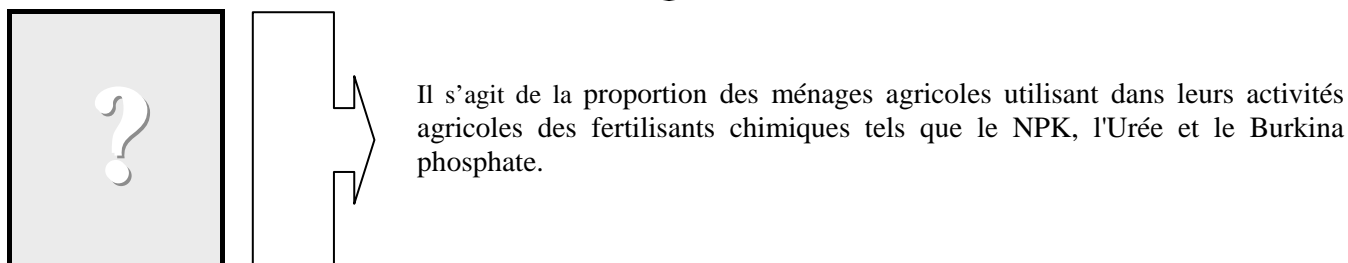 ?
Il s’agit de la proportion des ménages agricoles utilisant dans leurs activités
agricoles des fertilisants chimiques tels que le NPK, l'Urée et le Burkina
phosphate.